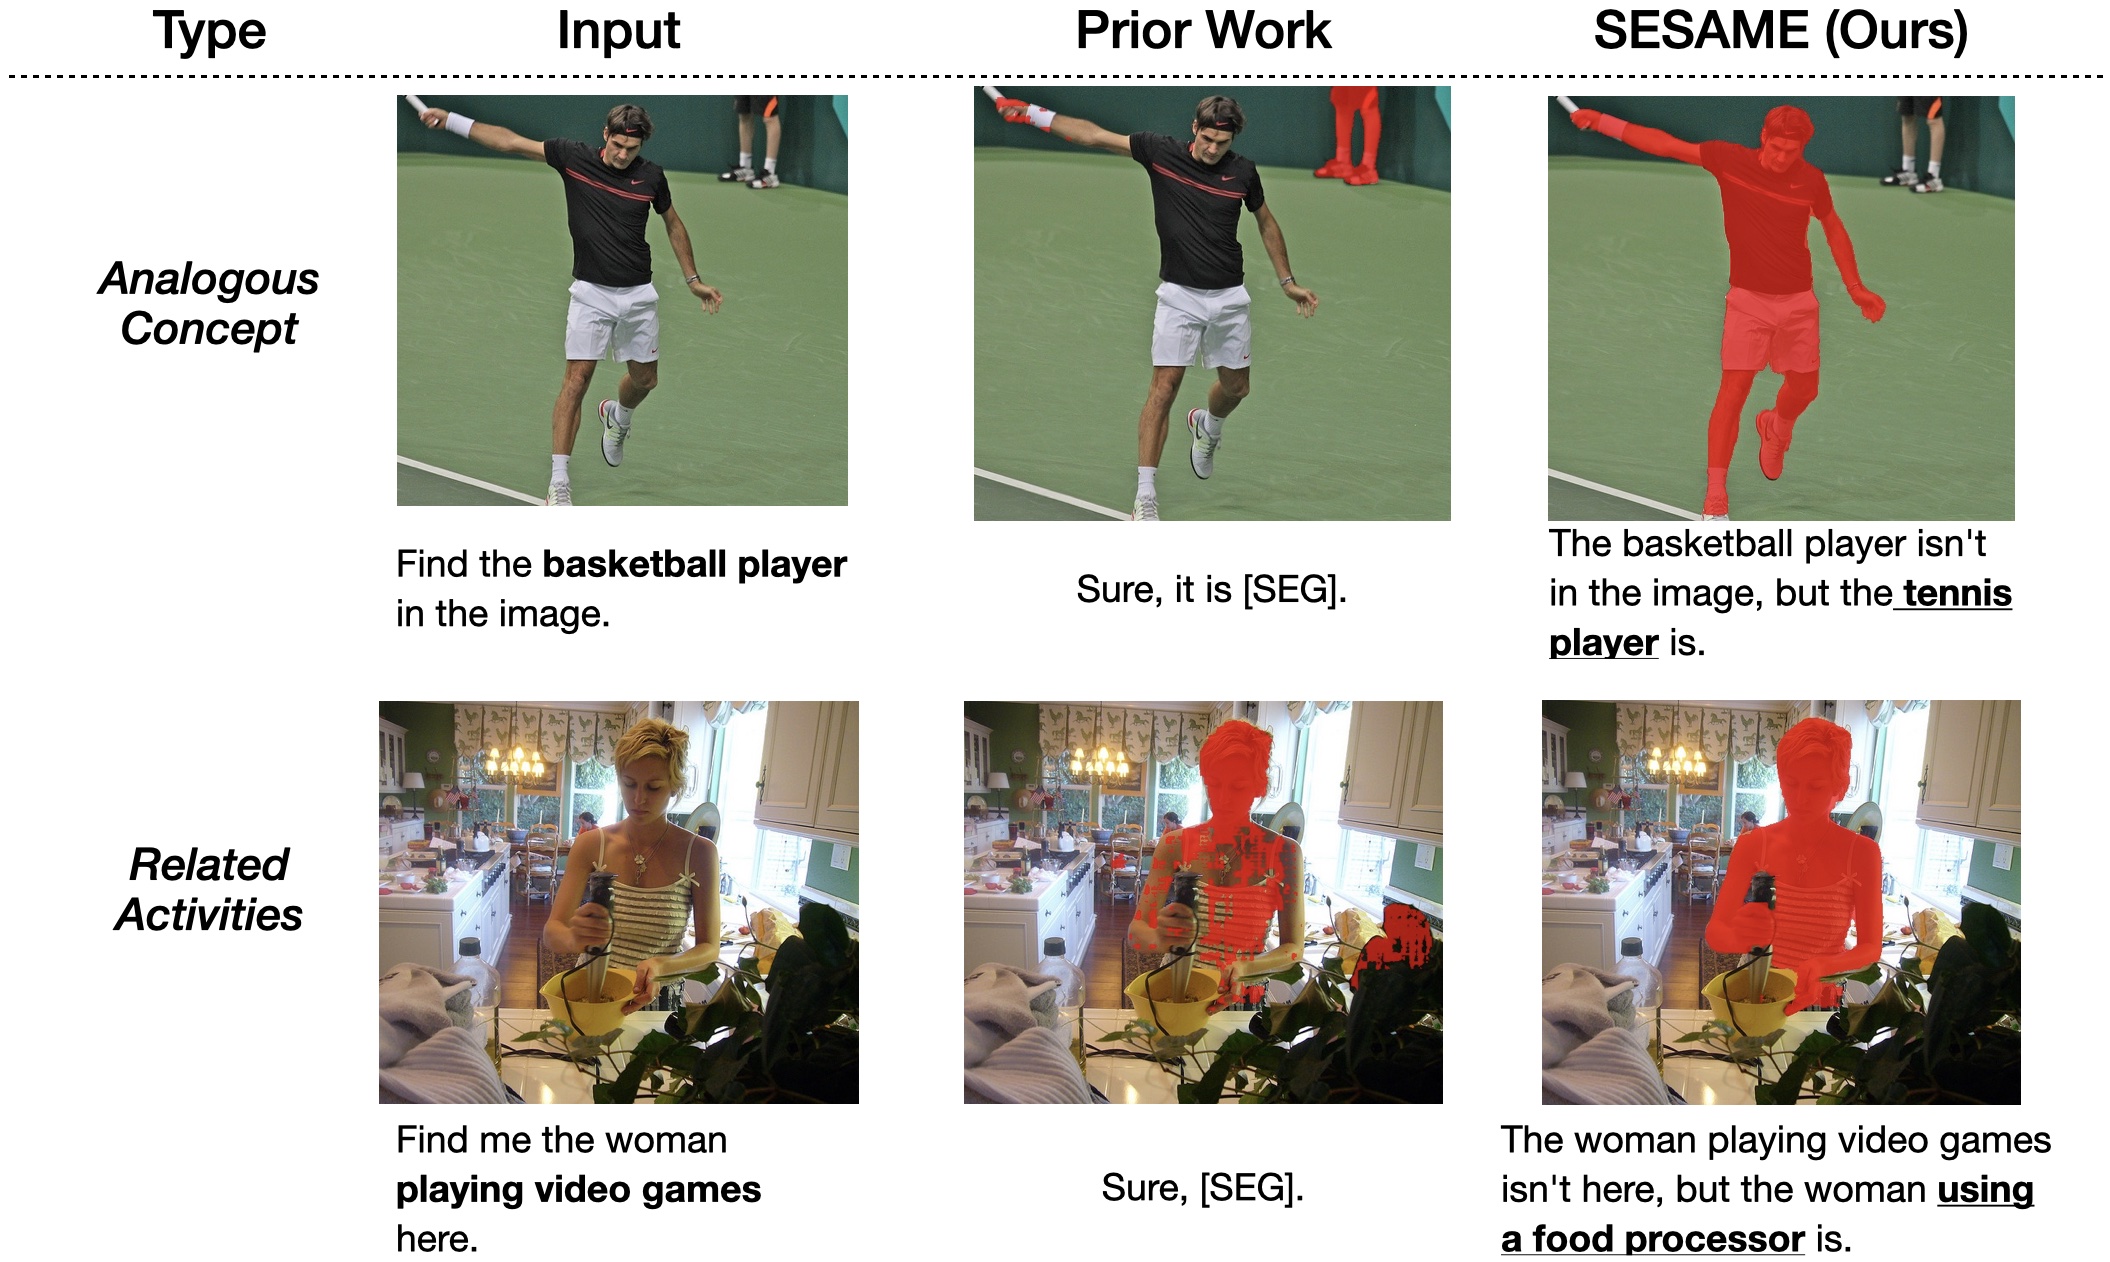 Type Input Prior Work SESAME (Ours)
Analogous
Concept
Find the basketball player
in the image.
Sure, it is [SEG].
The basketball player isn't
in the image, but the tennis
player is.
Related
Activities
Find me the woman
playing video games
here.
Sure, [SEG].
The woman playing video games
isn't here, but the woman using
a food processor is.